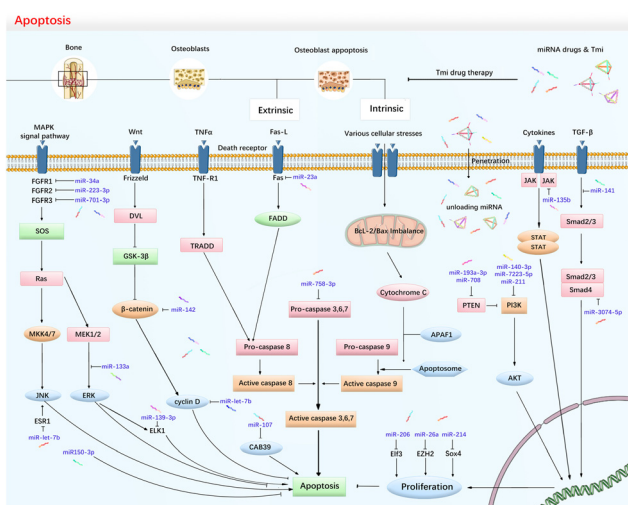 Apoptosis
Bone
Osteoblasts
Osteoblast appoptosis
miRNA drugs & Tmi
Tmi drug therapy
Extrinsic
Intrinsic
MAPK
signal pathway
Wnt
TNFα
Fas-L
Various cellular stresses
Cytokines
TGF-β
Death receptor
Penetration
FGFR1
miR-34a
FGFR2
miR-223-3p
FGFR3
miR-701-3p
Frizzeld
TNF-R1
Fas
miR-23a
unloading miRNA
JAK
JAK
miR-135b
miR-141
SOS
DVL
FADD
BcL-2/Bax Imbalance
STAT
STAT
Smad2/3
GSK-3β
TRADD
Ras
miR-758-3p
Cytochrome C
miR-193a-3p
miR-708
miR-140-3p
miR-7223-5p
miR-211
Smad2/3
Smad4
β-catenin
miR-142
Pro-caspase 3,6,7
PTEN
PI3K
miR-3074-5p
MKK4/7
MEK1/2
Pro-caspase 8
Pro-caspase 9
APAF1
miR-133a
Apoptosome
JNK
ERK
Active caspase 8
Active caspase 9
AKT
cyclin D
miR-let-7b
ESR1
miR-let-7b
miR-139-3p
ELK1
miR-107
Active caspase 3,6,7
miR150-3p
CAB39
miR-206
miR-26a
miR-214
Elf3
EZH2
Sox4
Apoptosis
Proliferation